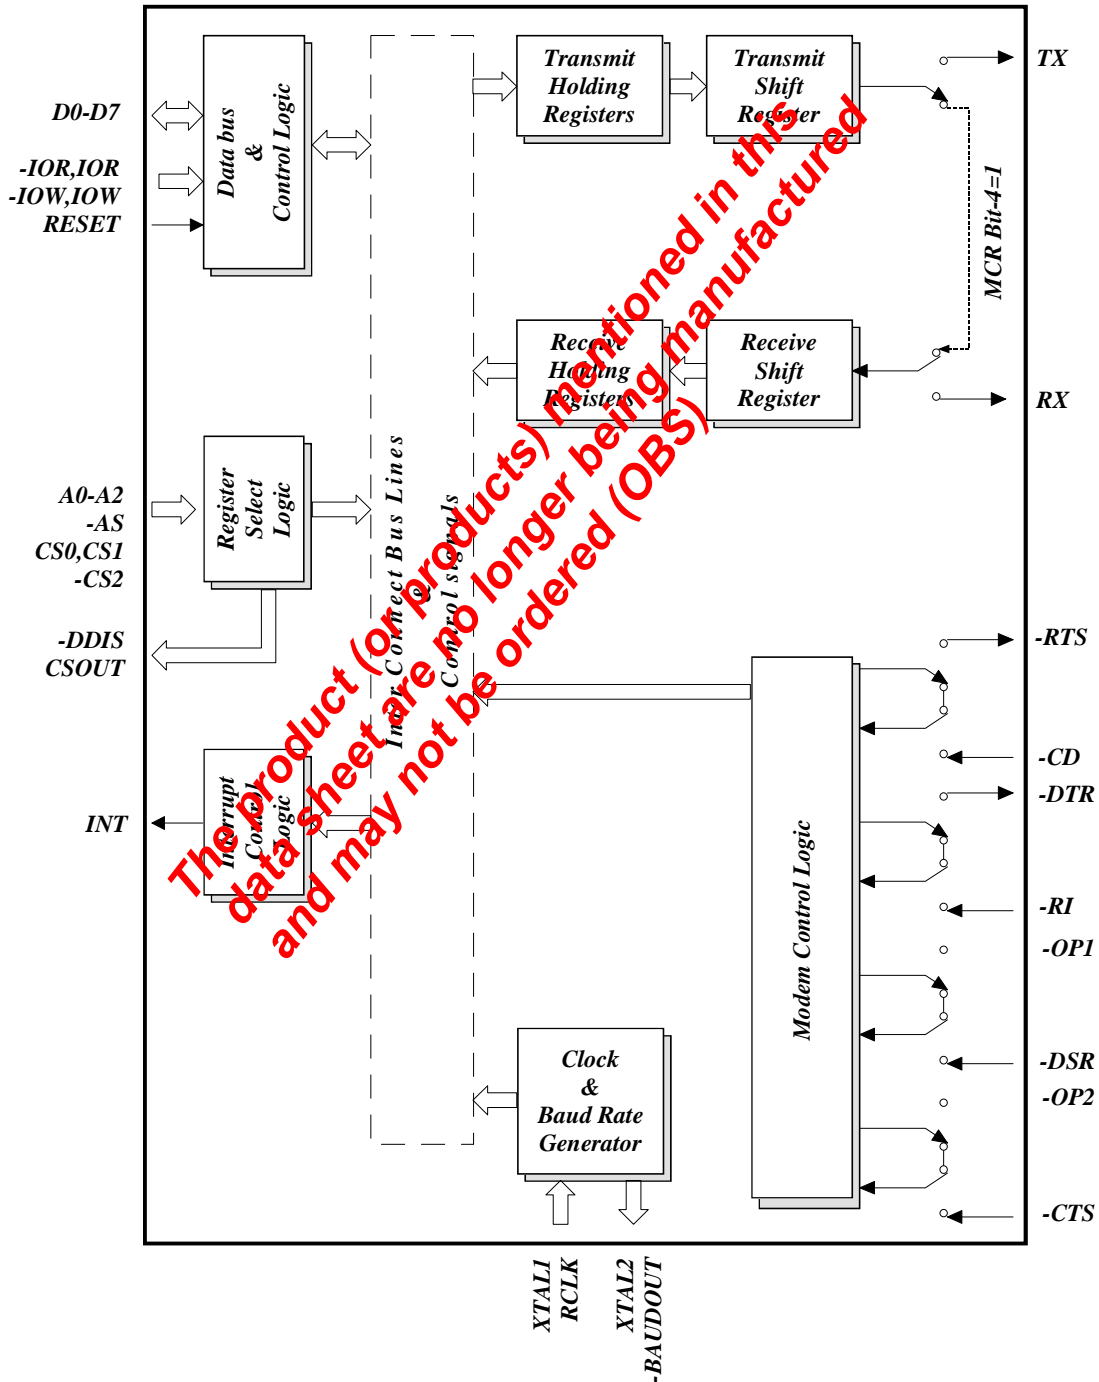 TX
Transmit
Holding
Registers
Transmit
Shift
Register
D0-D7
-IOR,IOR
-IOW,IOW
RESET
Data bus
&
Control Logic
MCR Bit-4=1
Receive
Holding
Registers
Receive
Shift
Register
RX
A0-A2
-AS
CS0,CS1
-CS2
Register
Select
Logic
-DDIS
CSOUT
Inter Connect Bus Lines
&
Control signals
INT
Interrupt
Control
Logic
Modem Control Logic
-RTS
-CD
-DTR
-RI
-OP1
-DSR
-OP2
-CTS
Clock
&
Baud Rate
Generator
XTAL1
RCLK
XTAL2
-BAUDOUT
The product (or products) mentioned in this
data sheet are no longer being manufactured
and may not be ordered (OBS)